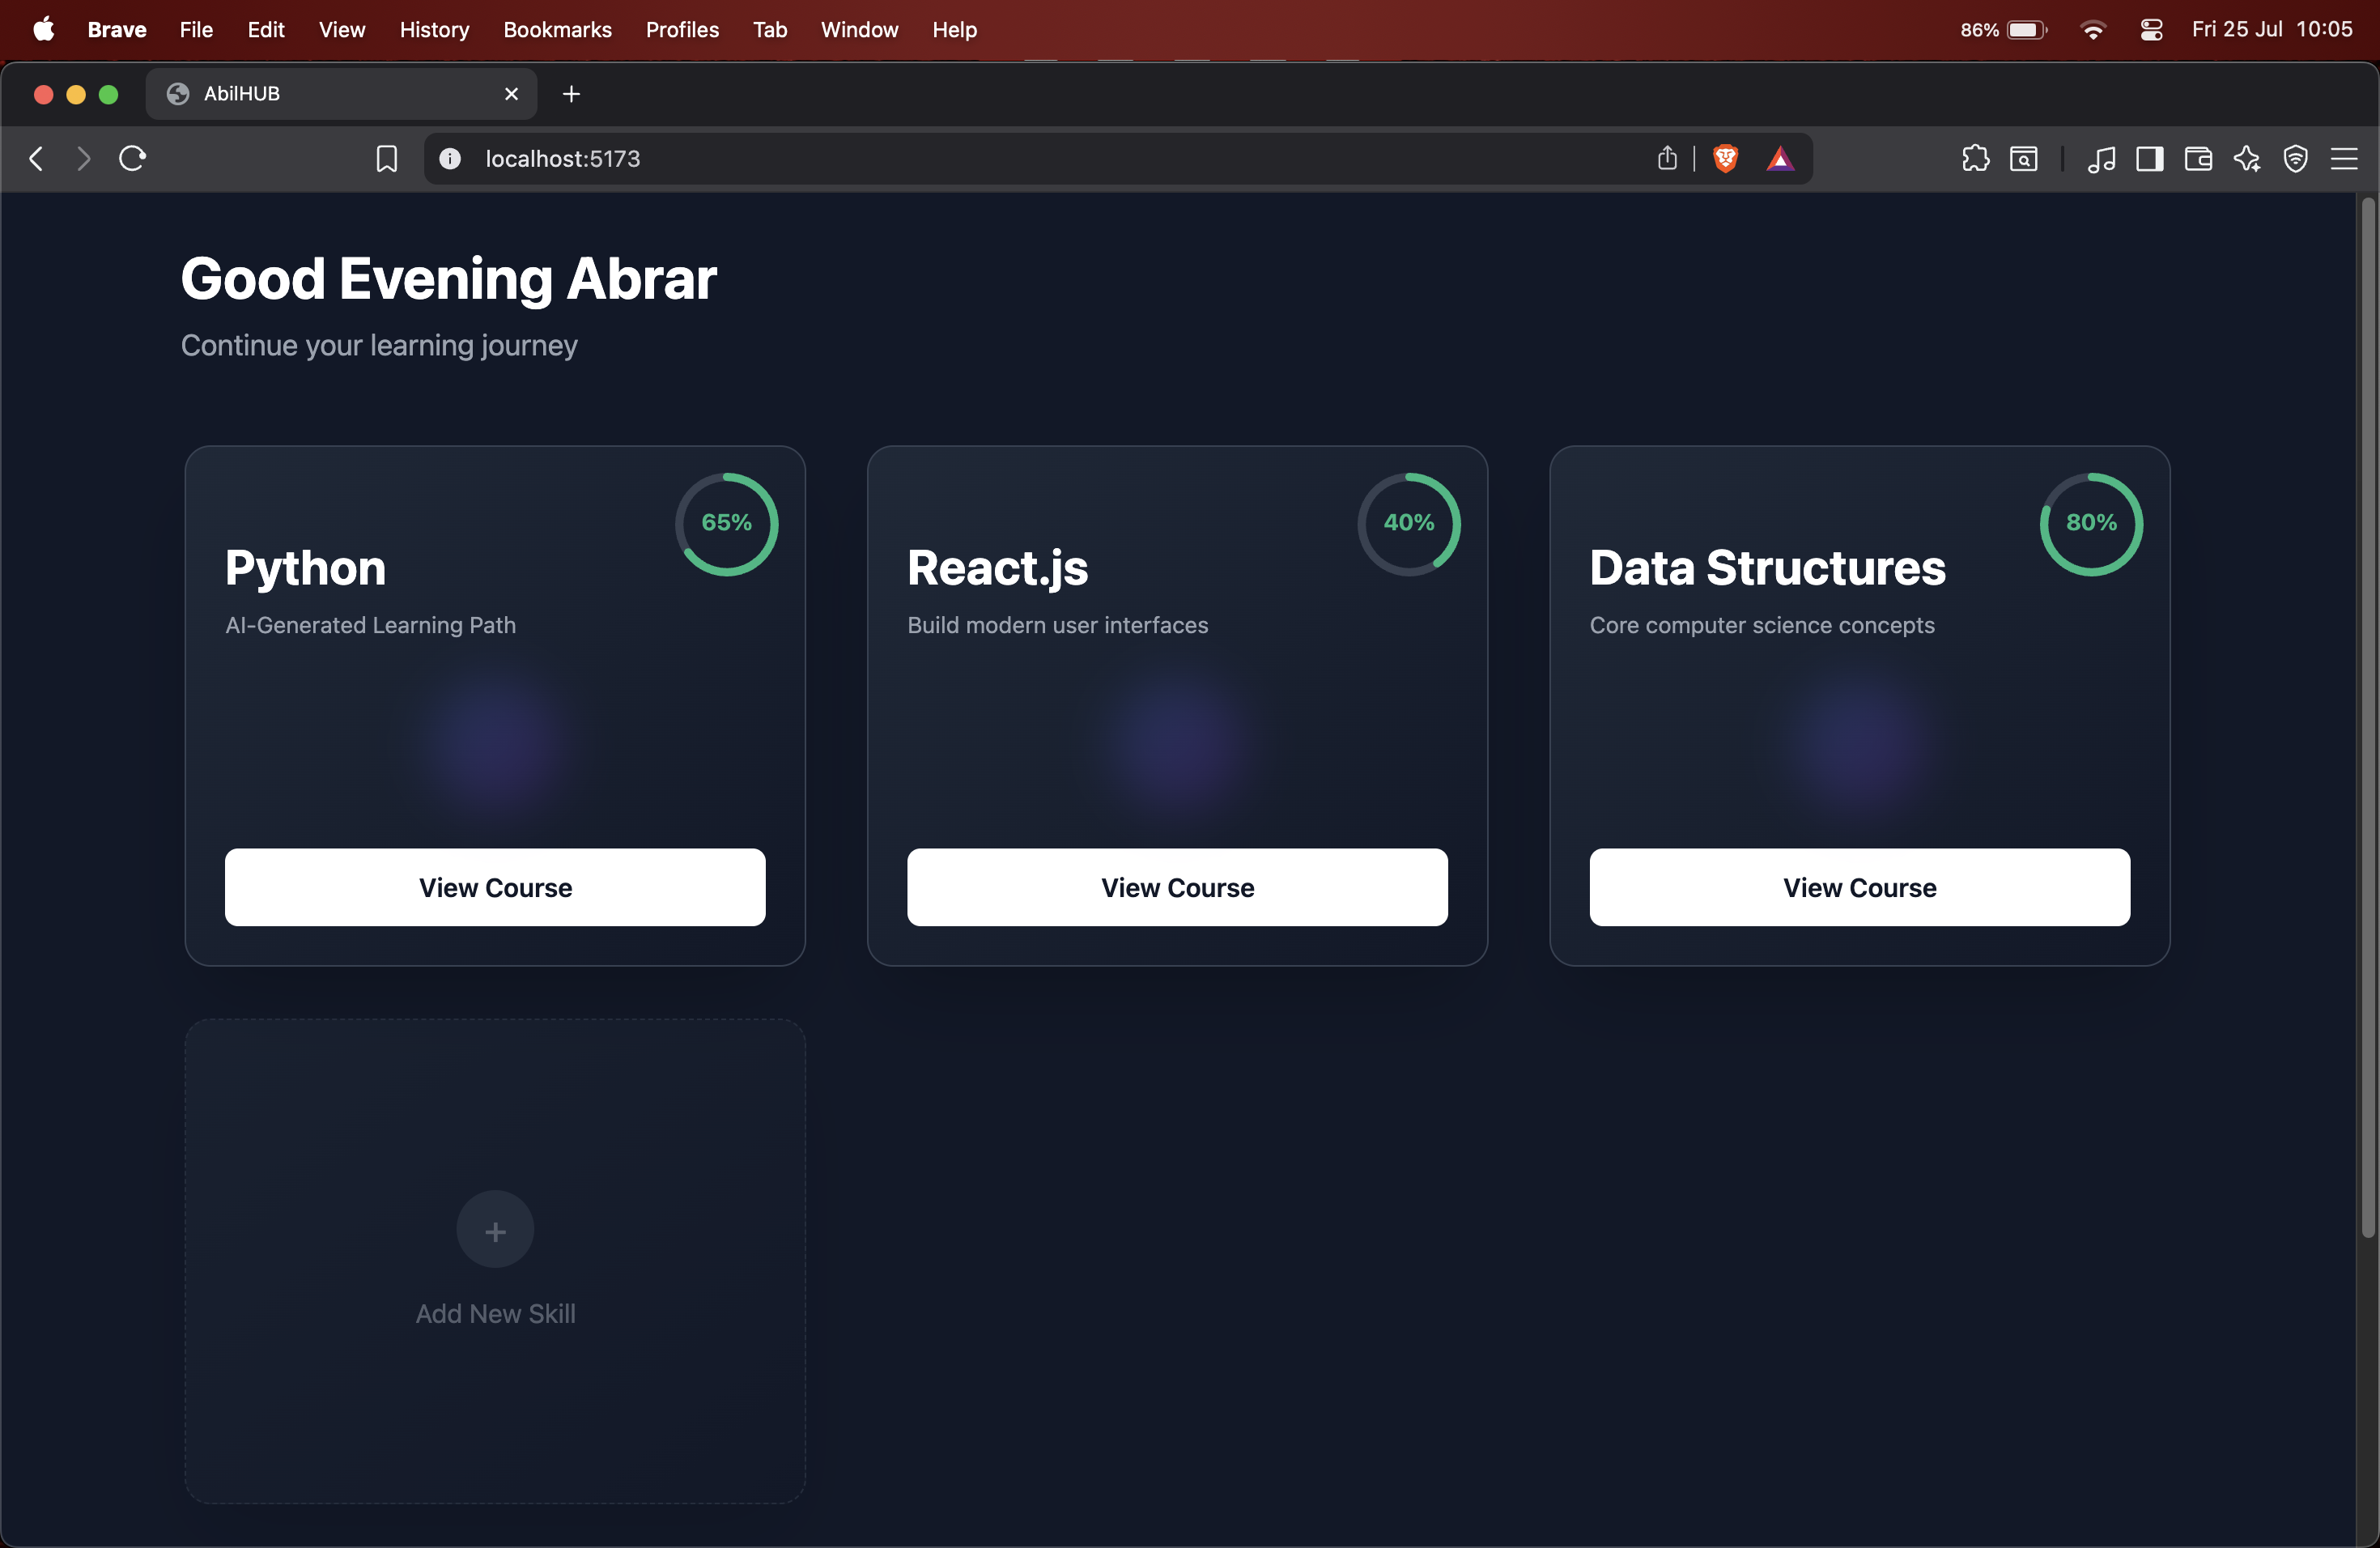 Brave File Edit View History Bookmarks Profiles Tab Window Help 86% Fri 25 Jul 10:05
AbilHUB
localhost:5173
Good Evening Abrar
Continue your learning journey
65%
Python
AI-Generated Learning Path
View Course
40%
React.js
Build modern user interfaces
View Course
80%
Data Structures
Core computer science concepts
View Course
+
Add New Skill